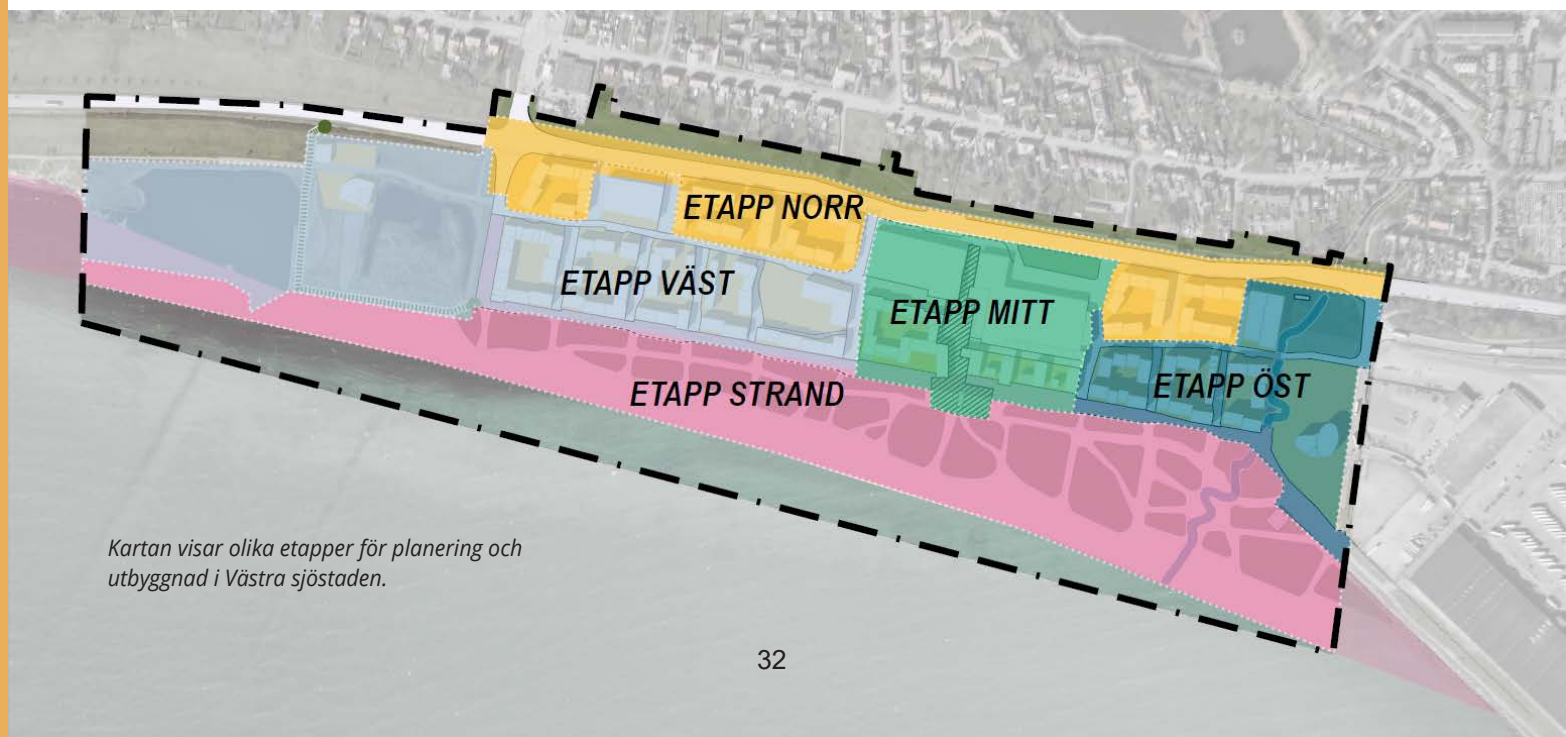 ETAPP NORR
ETAPP VÄST
ETAPP MITT
ETAPP STRAND
ETAPP ÖST
Kartan visar olika etapper för planering och
utbyggnad i Västra sjöstaden.
32